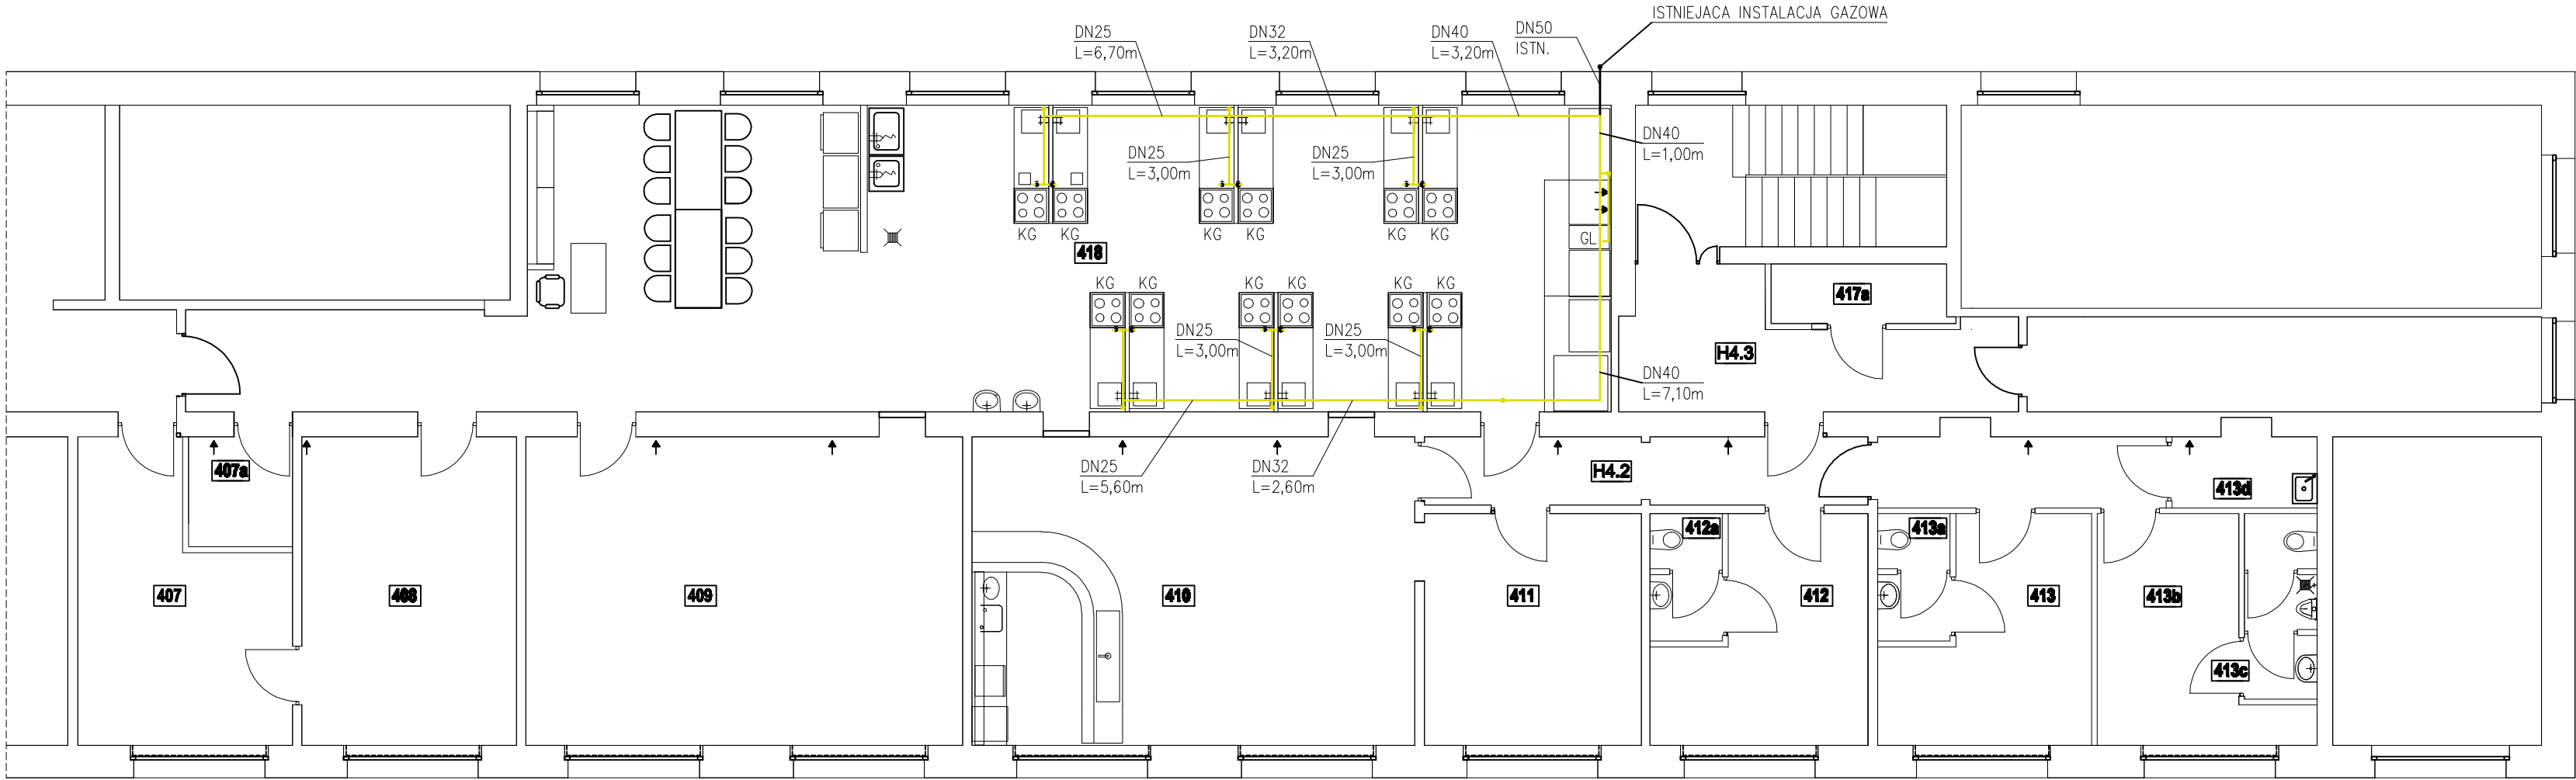 ISTNIEJACA INSTALACJA GAZOWA
DN25
L=6,70m
DN32
L=3,20m
DN40
L=3,20m
DN50
ISTN.
DN25
L=3,00m
DN25
L=3,00m
DN40
L=1,00m
KG KG
KG KG
KG KG
GL
418
KG KG
KG KG
KG KG
417a
DN25
L=3,00m
DN25
L=3,00m
H4.3
DN40
L=7,10m
407a
DN25
L=5,60m
DN32
L=2,60m
H4.2
413d
412a
413a
407
408
409
410
411
412
413
413b
413c